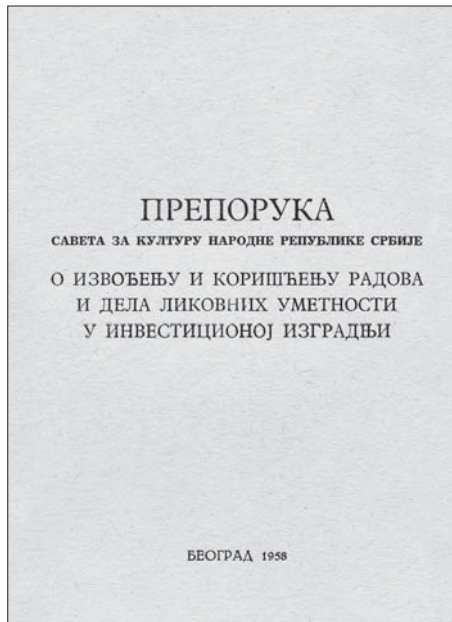 ПРЕПОРУКА
САВЕТА ЗА КУЛТУРУ НАРОДНЕ РЕПУБЛИКЕ СРБИЈЕ
О ИЗВОЂЕЊУ И КОРИШЋЕЊУ РАДОВА
И ДЕЛА ЛИКОВНИХ УМЕТНОСТИ
У ИНВЕСТИЦИОНОЈ ИЗГРАДЊИ
БЕОГРАД 1958